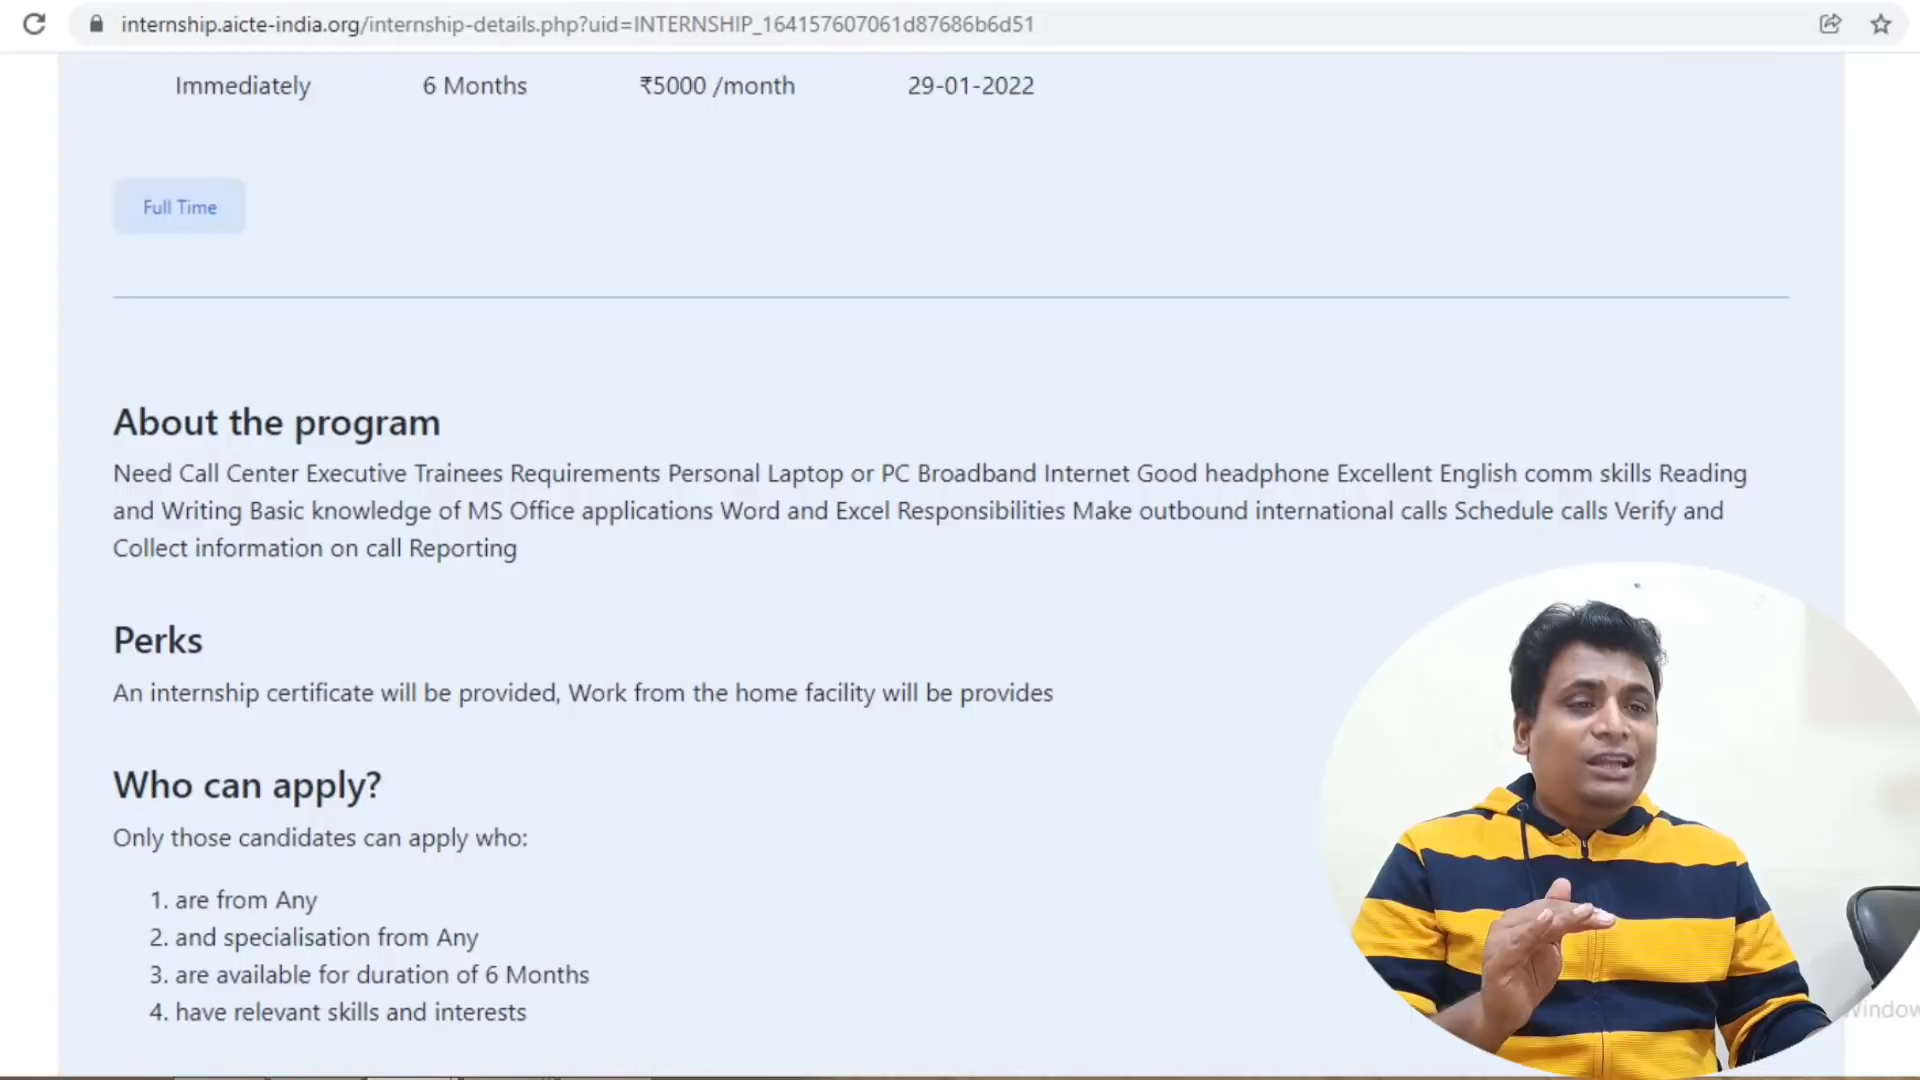 internship.aicte-india.org/internship-details.php?uid=INTERNSHIP_164157607061d87686b6d51
Immediately 6 Months ₹5000 /month 29-01-2022
Full Time
About the program
Need Call Center Executive Trainees Requirements Personal Laptop or PC Broadband Internet Good headphone Excellent English comm skills Reading
and Writing Basic knowledge of MS Office applications Word and Excel Responsibilities Make outbound international calls Schedule calls Verify and
Collect information on call Reporting
Perks
An internship certificate will be provided, Work from the home facility will be provides
Who can apply?
Only those candidates can apply who:
1. are from Any
2. and specialisation from Any
3. are available for duration of 6 Months
4. have relevant skills and interests